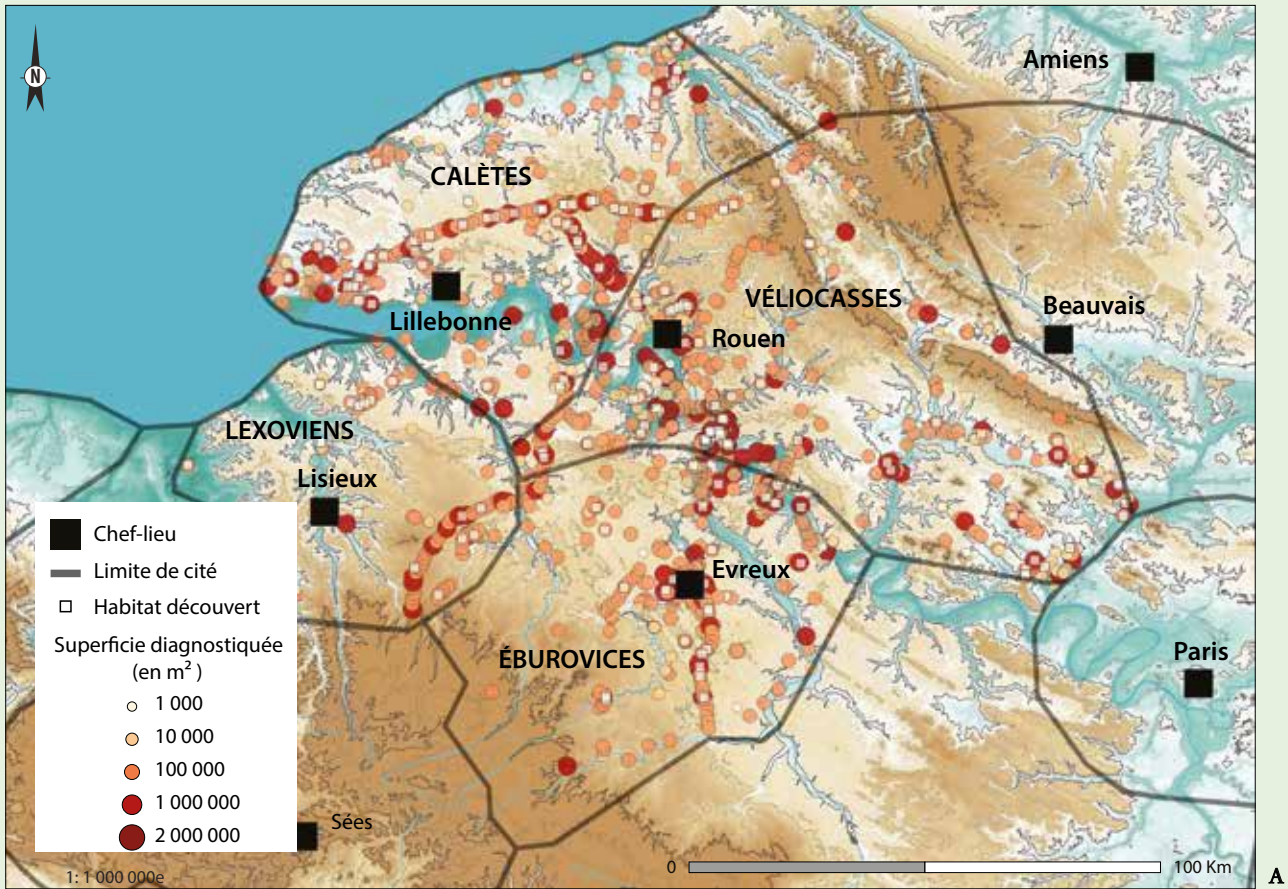 N
Amiens
CALÈTES
VÉLIOCASSES
Beauvais
Lillebonne
Rouen
LEXOVIENS
Lisieux
Evreux
ÉBUROVICES
Paris
Chef-lieu
Limite de cité
Habitat découvert
Superficie diagnostiquée
(en m²)
1 000
10 000
100 000
1 000 000
2 000 000
Sées
1: 1 000 000e
0 100 Km
A